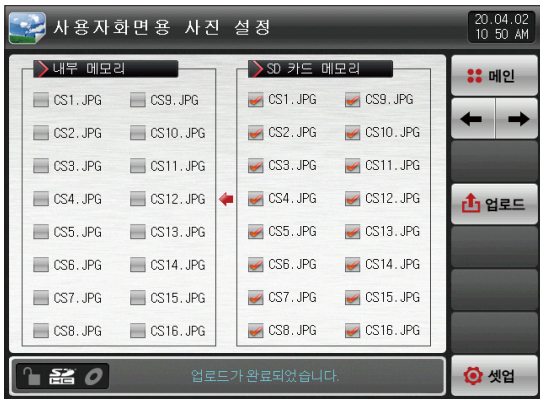 사용자화면용 사진 설정
20.04.02
10 50 AM
내부 메모리
CS1.JPG CS9.JPG
CS2.JPG CS10.JPG
CS3.JPG CS11.JPG
CS4.JPG CS12.JPG
CS5.JPG CS13.JPG
CS6.JPG CS14.JPG
CS7.JPG CS15.JPG
CS8.JPG CS16.JPG
SD 카드 메모리
CS1.JPG CS9.JPG
CS2.JPG CS10.JPG
CS3.JPG CS11.JPG
CS4.JPG CS12.JPG
CS5.JPG CS13.JPG
CS6.JPG CS14.JPG
CS7.JPG CS15.JPG
CS8.JPG CS16.JPG
메인
업로드
셋업
SD HC
업로드가 완료되었습니다.